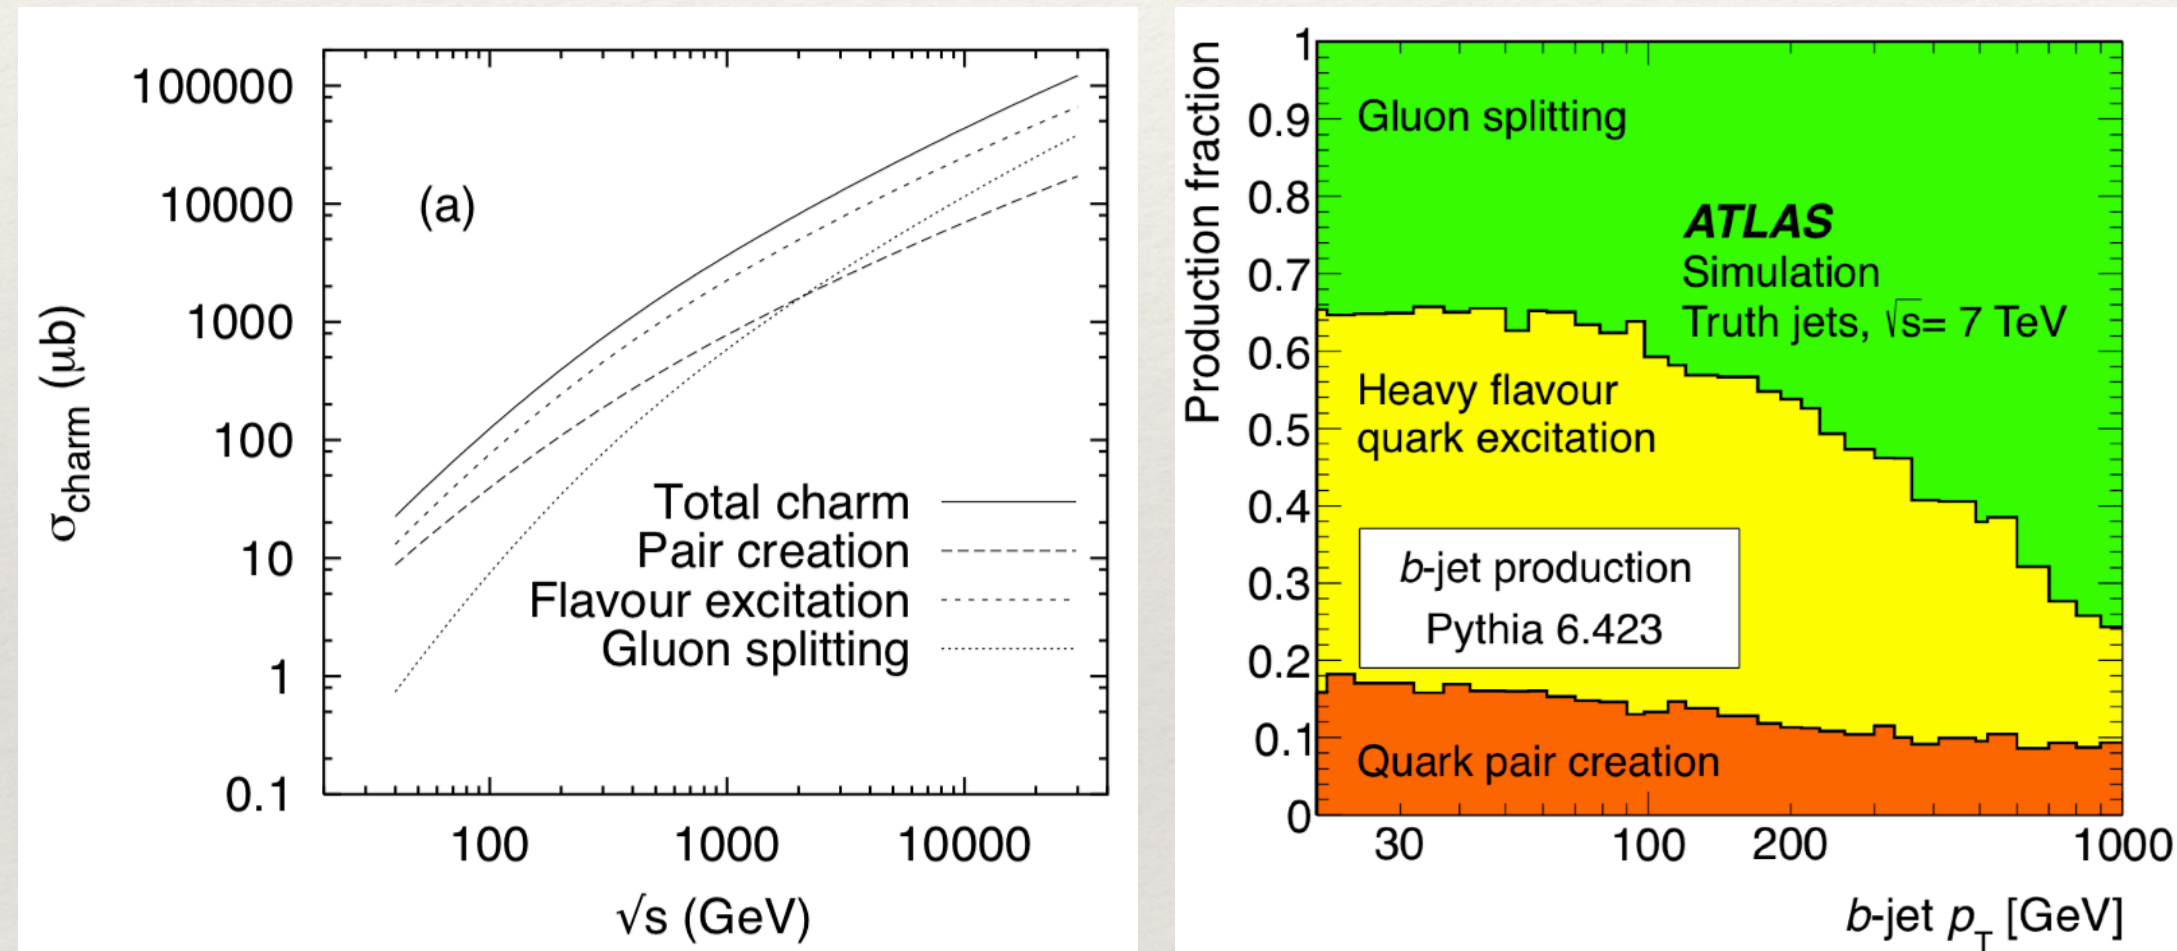 100000
10000
1000
100
10
1
0.1
σcharm (μb)
(a)
Total charm
Pair creation
Flavour excitation
Gluon splitting
100 1000 10000
√s (GeV)
Production fraction
1
0.9
0.8
0.7
0.6
0.5
0.4
0.3
0.2
0.1
0
Gluon splitting
ATLAS
Simulation
Truth jets, √s= 7 TeV
Heavy flavour
quark excitation
b-jet production
Pythia 6.423
Quark pair creation
30 100 200 1000
b-jet pT [GeV]